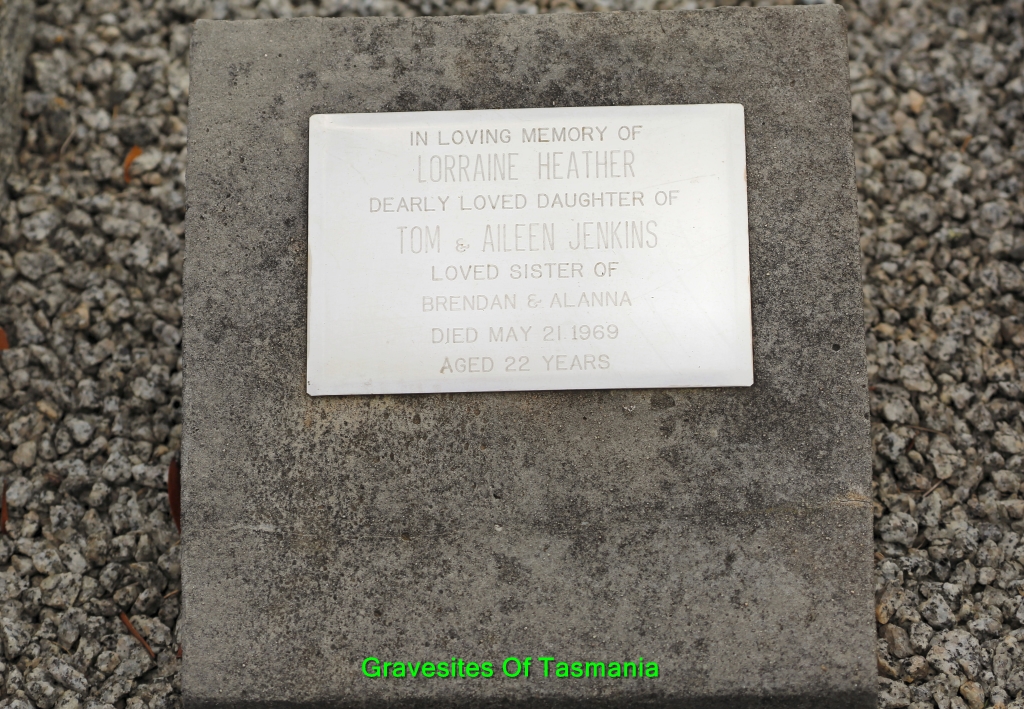 IN LOVING MEMORY OF
LORRAINE HEATHER
DEARLY LOVED DAUGHTER OF
TOM & AILEEN JENKINS
LOVED SISTER OF
BRENDAN & ALANNA
DIED MAY 21.1969
AGED 22 YEARS
Gravesites Of Tasmania